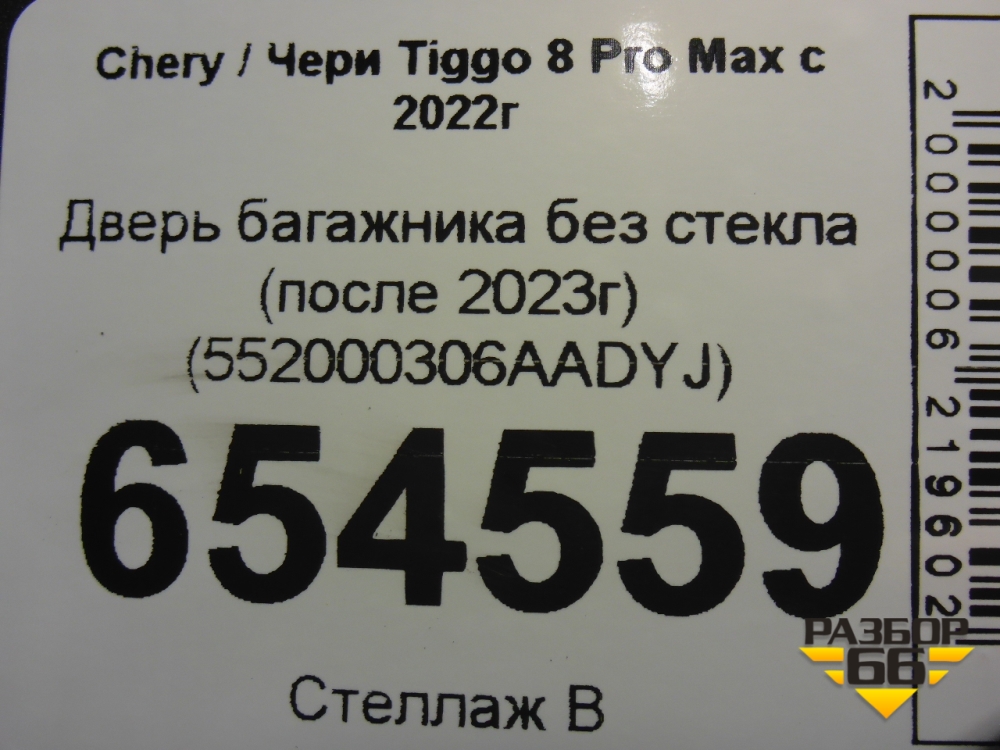 Chery / Чери Tiggo 8 Pro Max с
2022г
Дверь багажника без стекла
(после 2023г)
(552000306AADYJ)
654559
Стеллаж В
2000006219602
РАЗБОР
66